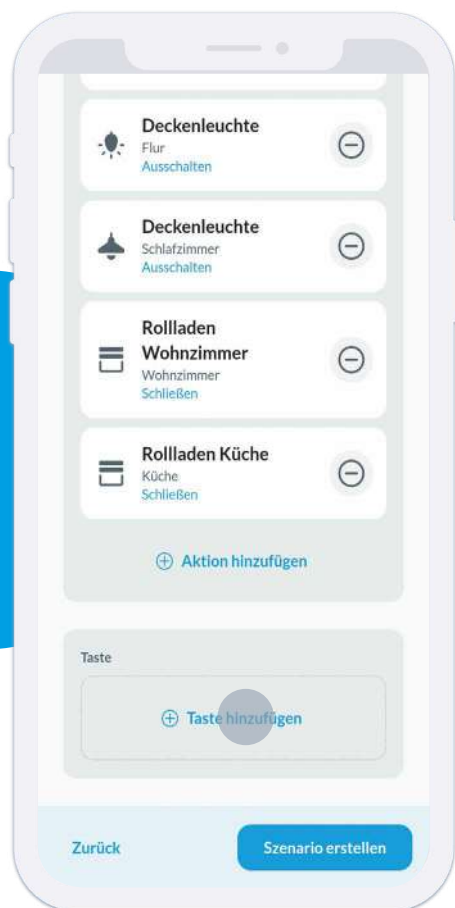 Deckenleuchte
Flur
Ausschalten
Deckenleuchte
Schlafzimmer
Ausschalten
Rollladen
Wohnzimmer
Wohnzimmer
Schließen
Rollladen Küche
Küche
Schließen
Aktion hinzufügen
Taste
Taste hinzufügen
Zurück
Szenario erstellen